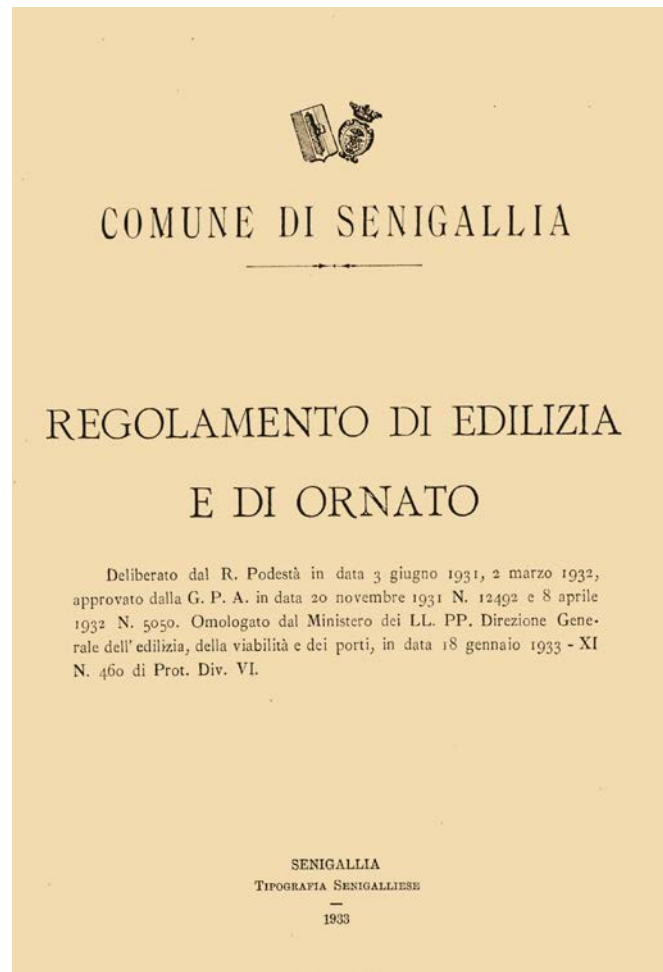 COMUNE DI SENIGALLIA
REGOLAMENTO DI EDILIZIA
E DI ORNATO
Deliberato dal R. Podestà in data 3 giugno 1931, 2 marzo 1932,
approvato dalla G. P. A. in data 20 novembre 1931 N. 12492 e 8 aprile
1932 N. 5050. Omologato dal Ministero dei LL. PP. Direzione Gene-
rale dell' edilizia, della viabilità e dei porti, in data 18 gennaio 1933 - XI
N. 460 di Prot. Div. VI.
SENIGALLIA
TIPOGRAFIA SENIGALLIESE
1933